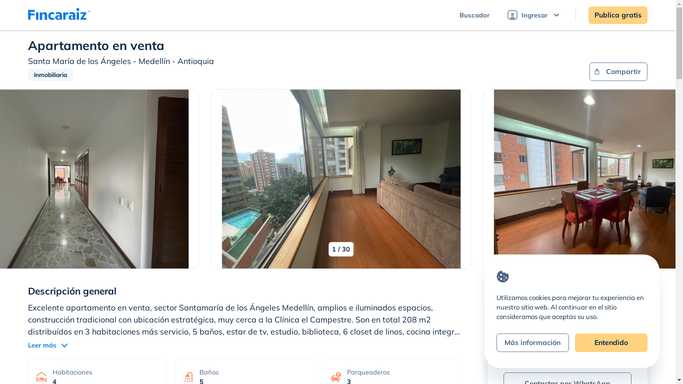 Fincaraiz
Buscador
Ingresar
Publica gratis
Apartamento en venta
Santa María de los Ángeles - Medellín - Antioquia
Inmobiliaria
Compartir
1 / 30
Descripción general
Excelente apartamento en venta, sector Santamaría de los Ángeles Medellín, amplios e iluminados espacios,
construcción tradicional con ubicación estratégica, muy cerca a la Clínica el Campestre. Son en total 208 m2
distribuidos en 3 habitaciones más servicio, 5 baños, estar de tv, estudio, biblioteca, 6 closet de linos, cocina integr...
Leer más
Habitaciones
4
Baños
5
Parqueaderos
3
Utilizamos cookies para mejorar tu experiencia en
nuestro sitio web. Al continuar en el sitio
consideramos que aceptas su uso.
Más información
Entendido
Contactar por WhatsApp